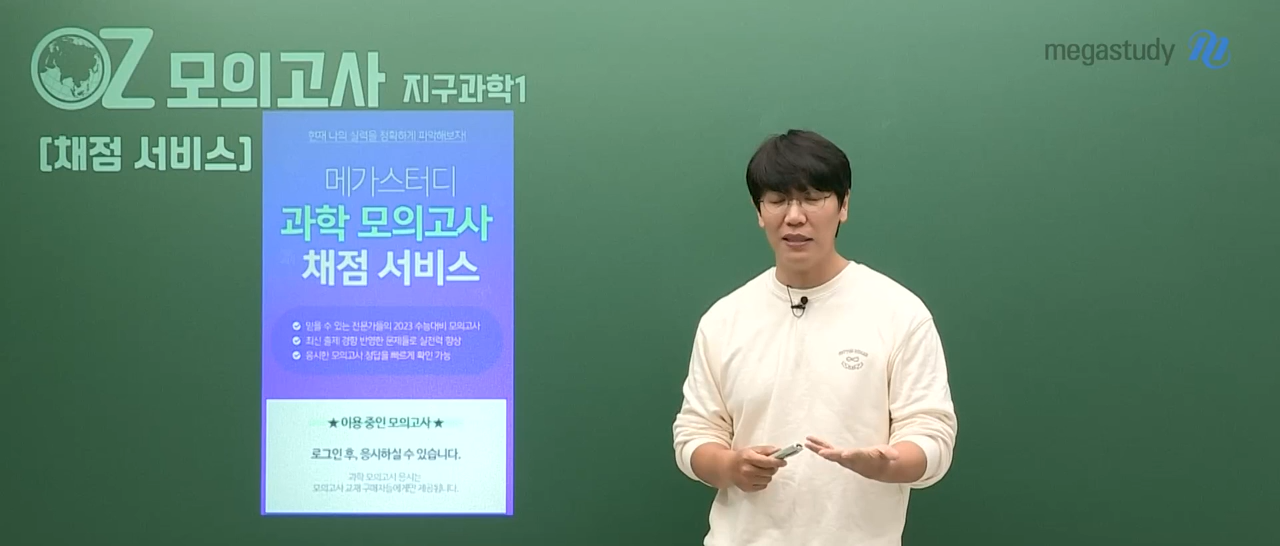 OZ 모의고사 지구과학1
[채점 서비스]
megastudy
현재 나의 실력을 정확하게 파악해보자!
메가스터디
과학 모의고사
채점 서비스
믿을 수 있는 전문가들의 2023 수능대비 모의고사
최신 출제 경향 반영한 문제들로 실전력 향상
응시한 모의고사 정답을 빠르게 확인 가능
★ 이용 중인 모의고사 ★
로그인 후, 응시하실 수 있습니다.
과학 모의고사 응시는
모의고사 교재 구매자들에게만 제공됩니다.